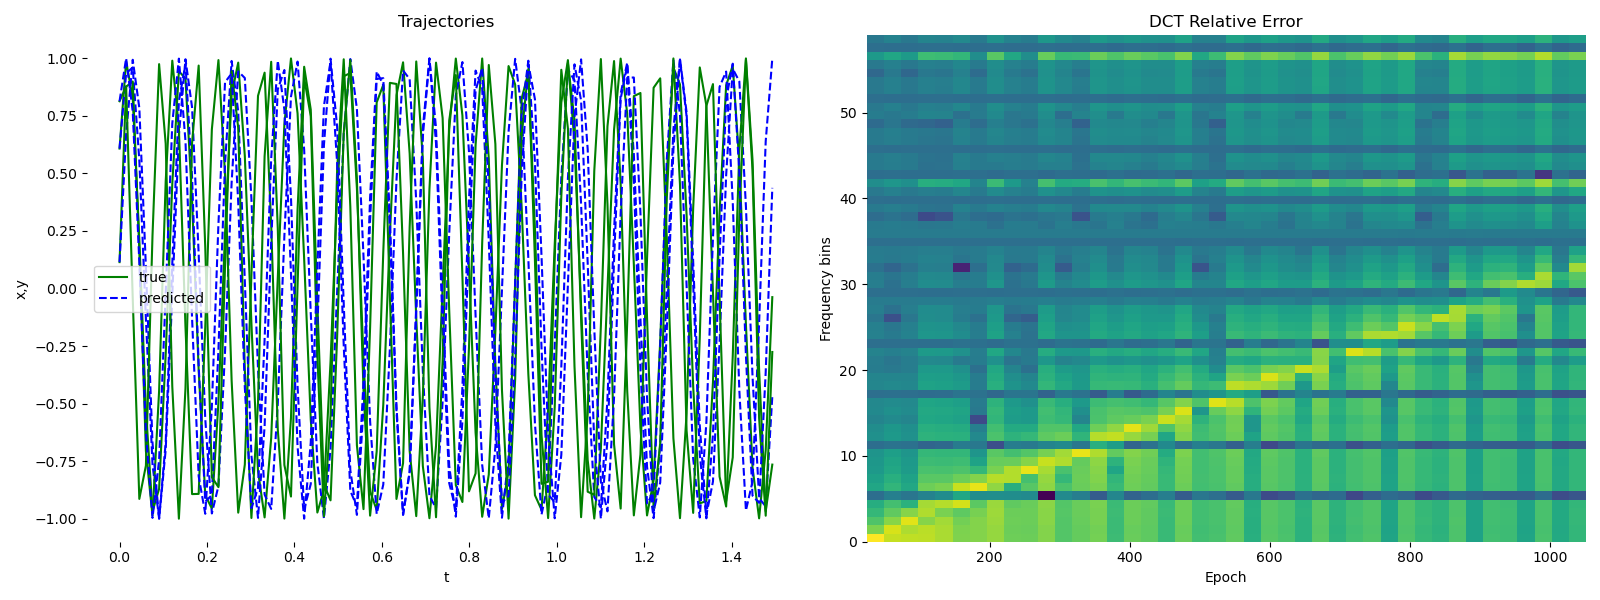 Trajectories
x,y
1.00
0.75
0.50
0.25
0.00
−0.25
−0.50
−0.75
−1.00
true
predicted
0.0 0.2 0.4 0.6 0.8 1.0 1.2 1.4
t
DCT Relative Error
Frequency bins
50
40
30
20
10
0
200 400 600 800 1000
Epoch